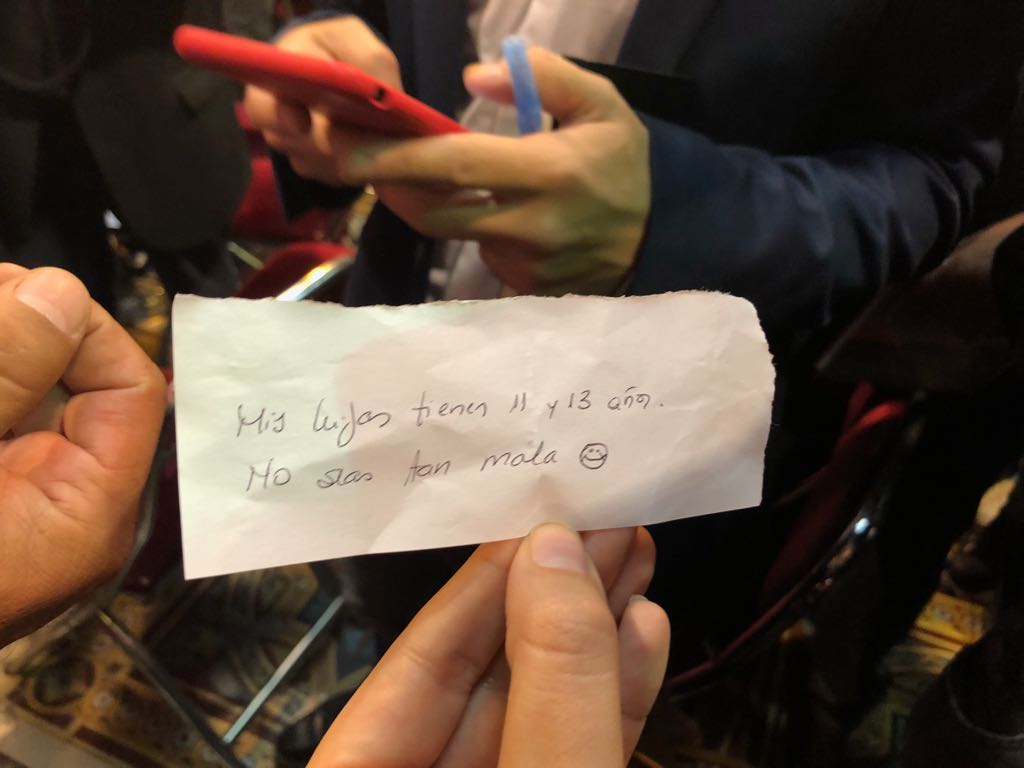 Mis hijas tienen 11 y 13 años.
No seas tan mala ☺